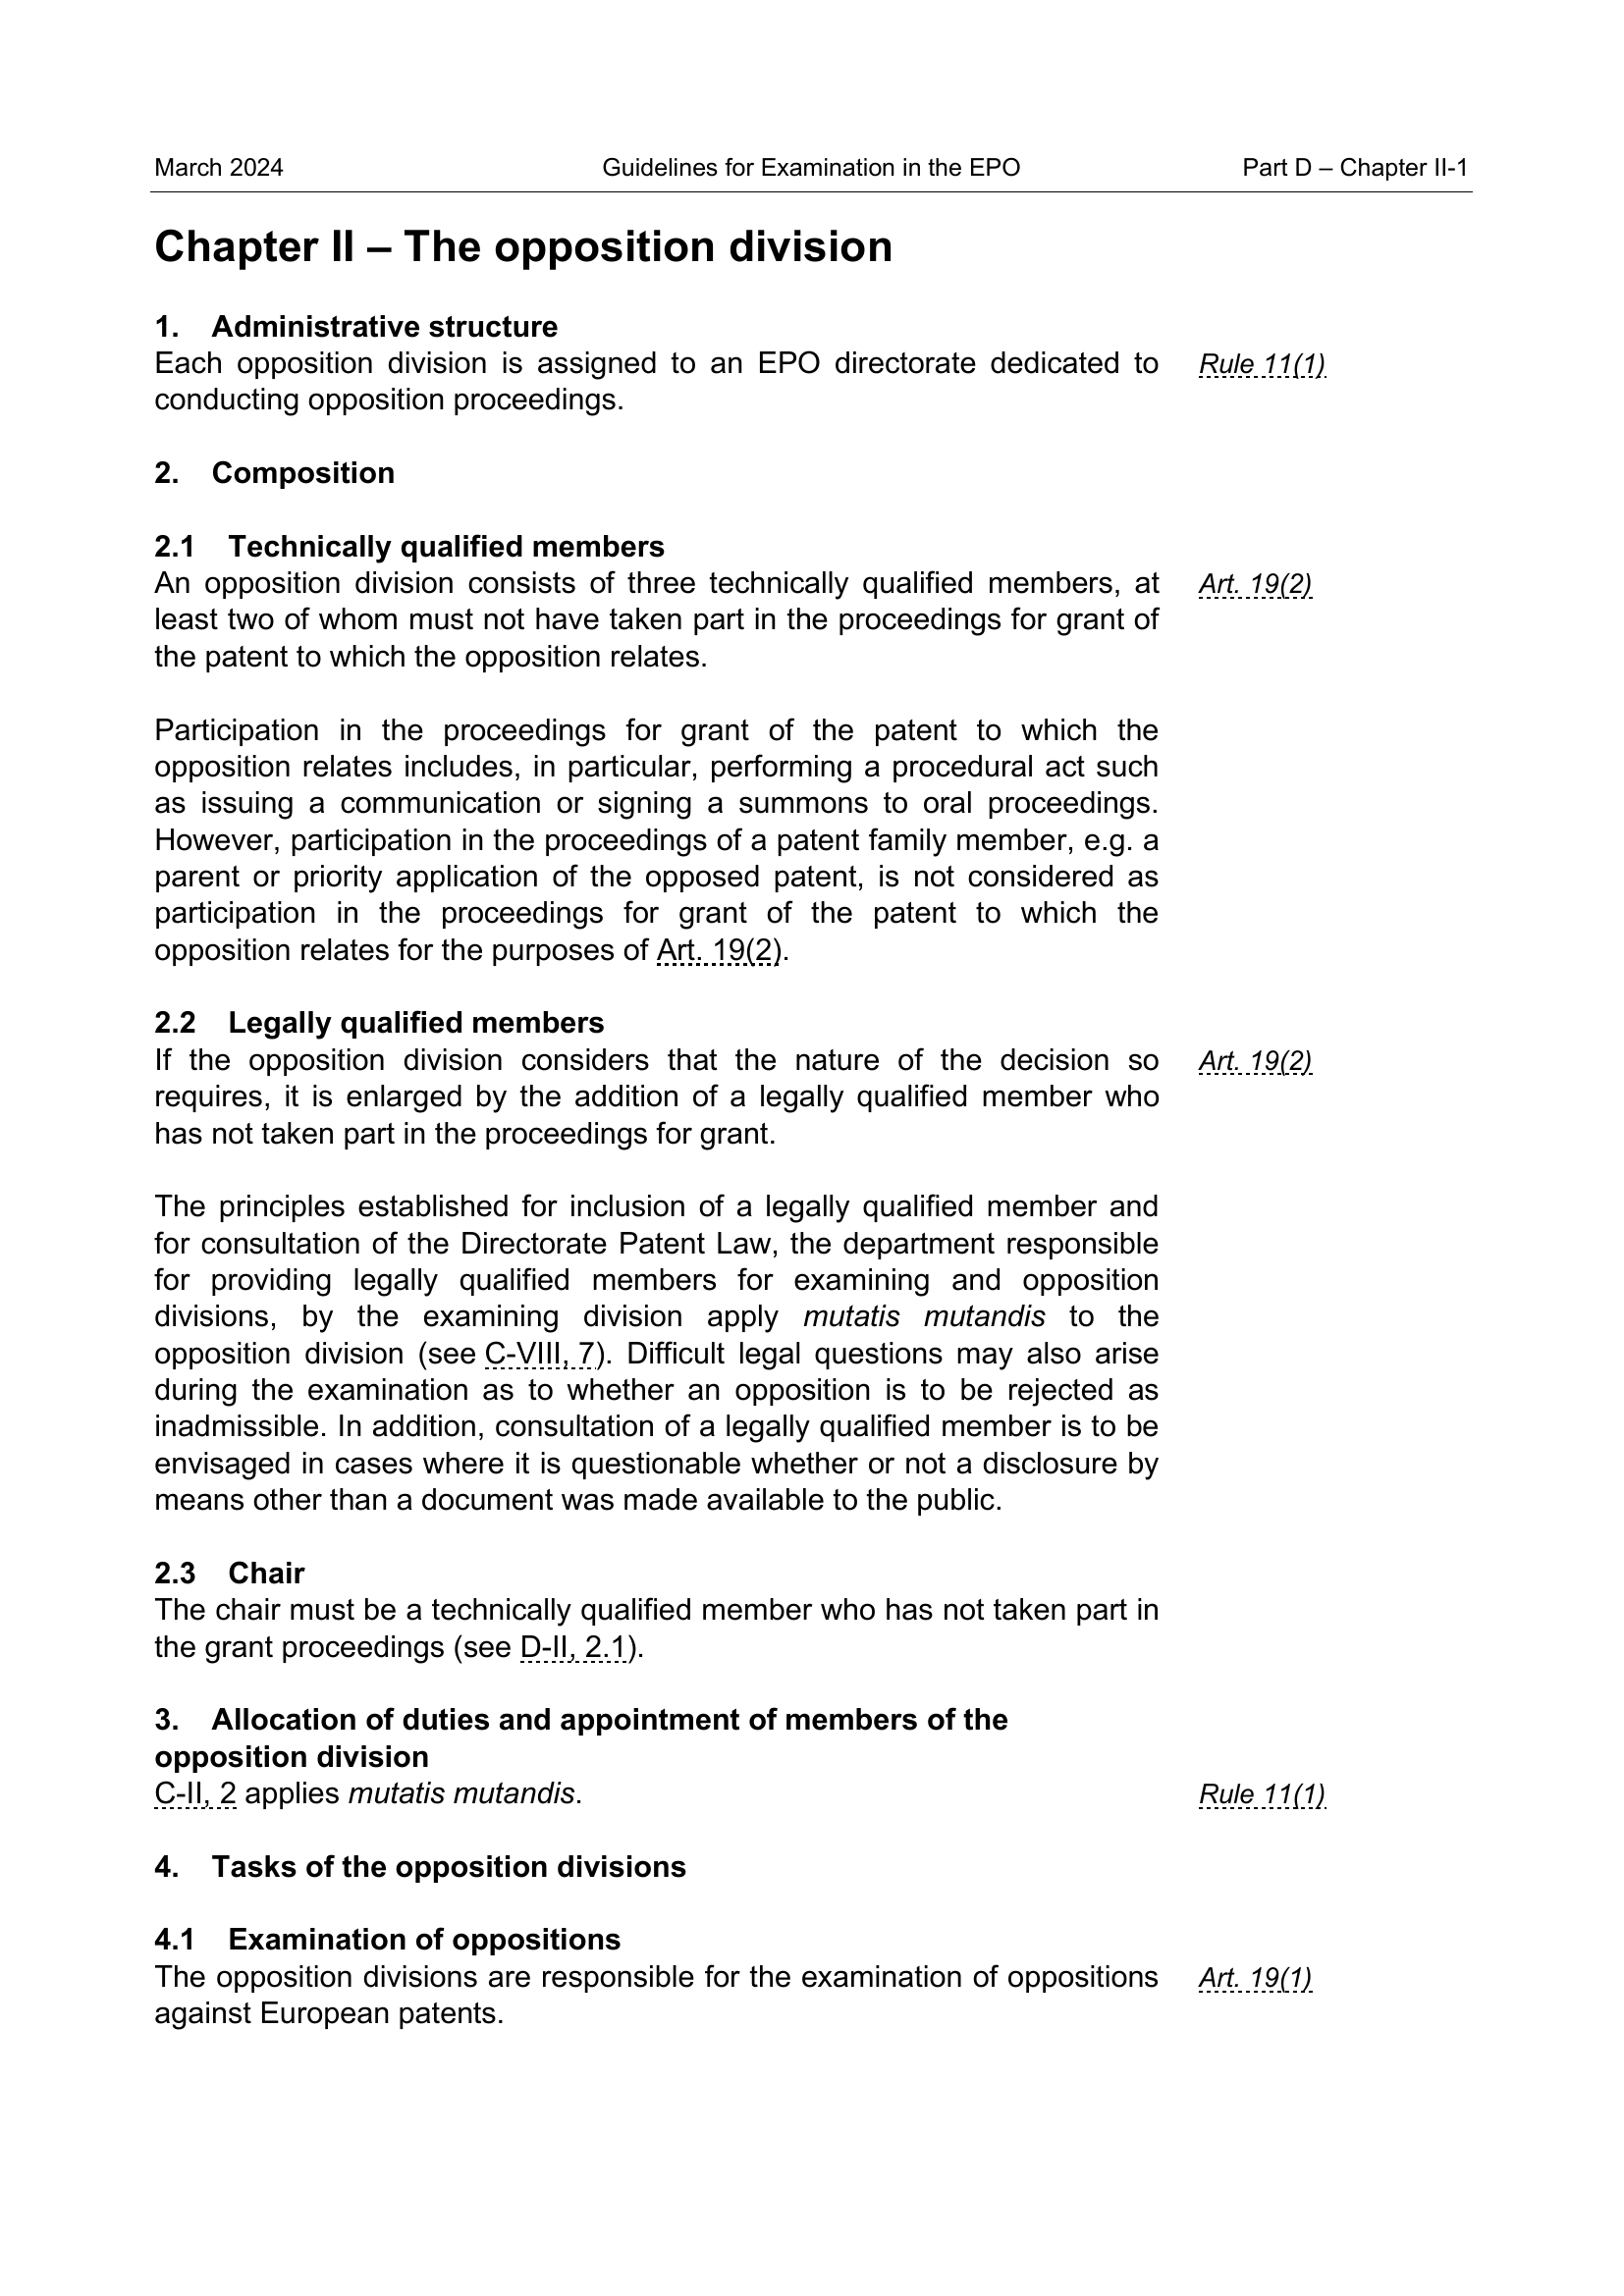 March 2024 Guidelines for Examination in the EPO Part D – Chapter II-1
Chapter II – The opposition division
1. Administrative structure
Each opposition division is assigned to an EPO directorate dedicated to Rule 11(1)
conducting opposition proceedings.
2. Composition
2.1 Technically qualified members
An opposition division consists of three technically qualified members, at Art. 19(2)
least two of whom must not have taken part in the proceedings for grant of
the patent to which the opposition relates.
Participation in the proceedings for grant of the patent to which the
opposition relates includes, in particular, performing a procedural act such
as issuing a communication or signing a summons to oral proceedings.
However, participation in the proceedings of a patent family member, e.g. a
parent or priority application of the opposed patent, is not considered as
participation in the proceedings for grant of the patent to which the
opposition relates for the purposes of Art. 19(2).
2.2 Legally qualified members
If the opposition division considers that the nature of the decision so Art. 19(2)
requires, it is enlarged by the addition of a legally qualified member who
has not taken part in the proceedings for grant.
The principles established for inclusion of a legally qualified member and
for consultation of the Directorate Patent Law, the department responsible
for providing legally qualified members for examining and opposition
divisions, by the examining division apply mutatis mutandis to the
opposition division (see C-VIII, 7). Difficult legal questions may also arise
during the examination as to whether an opposition is to be rejected as
inadmissible. In addition, consultation of a legally qualified member is to be
envisaged in cases where it is questionable whether or not a disclosure by
means other than a document was made available to the public.
2.3 Chair
The chair must be a technically qualified member who has not taken part in
the grant proceedings (see D-II, 2.1).
3. Allocation of duties and appointment of members of the
opposition division
C-II, 2 applies mutatis mutandis. Rule 11(1)
4. Tasks of the opposition divisions
4.1 Examination of oppositions
The opposition divisions are responsible for the examination of oppositions Art. 19(1)
against European patents.